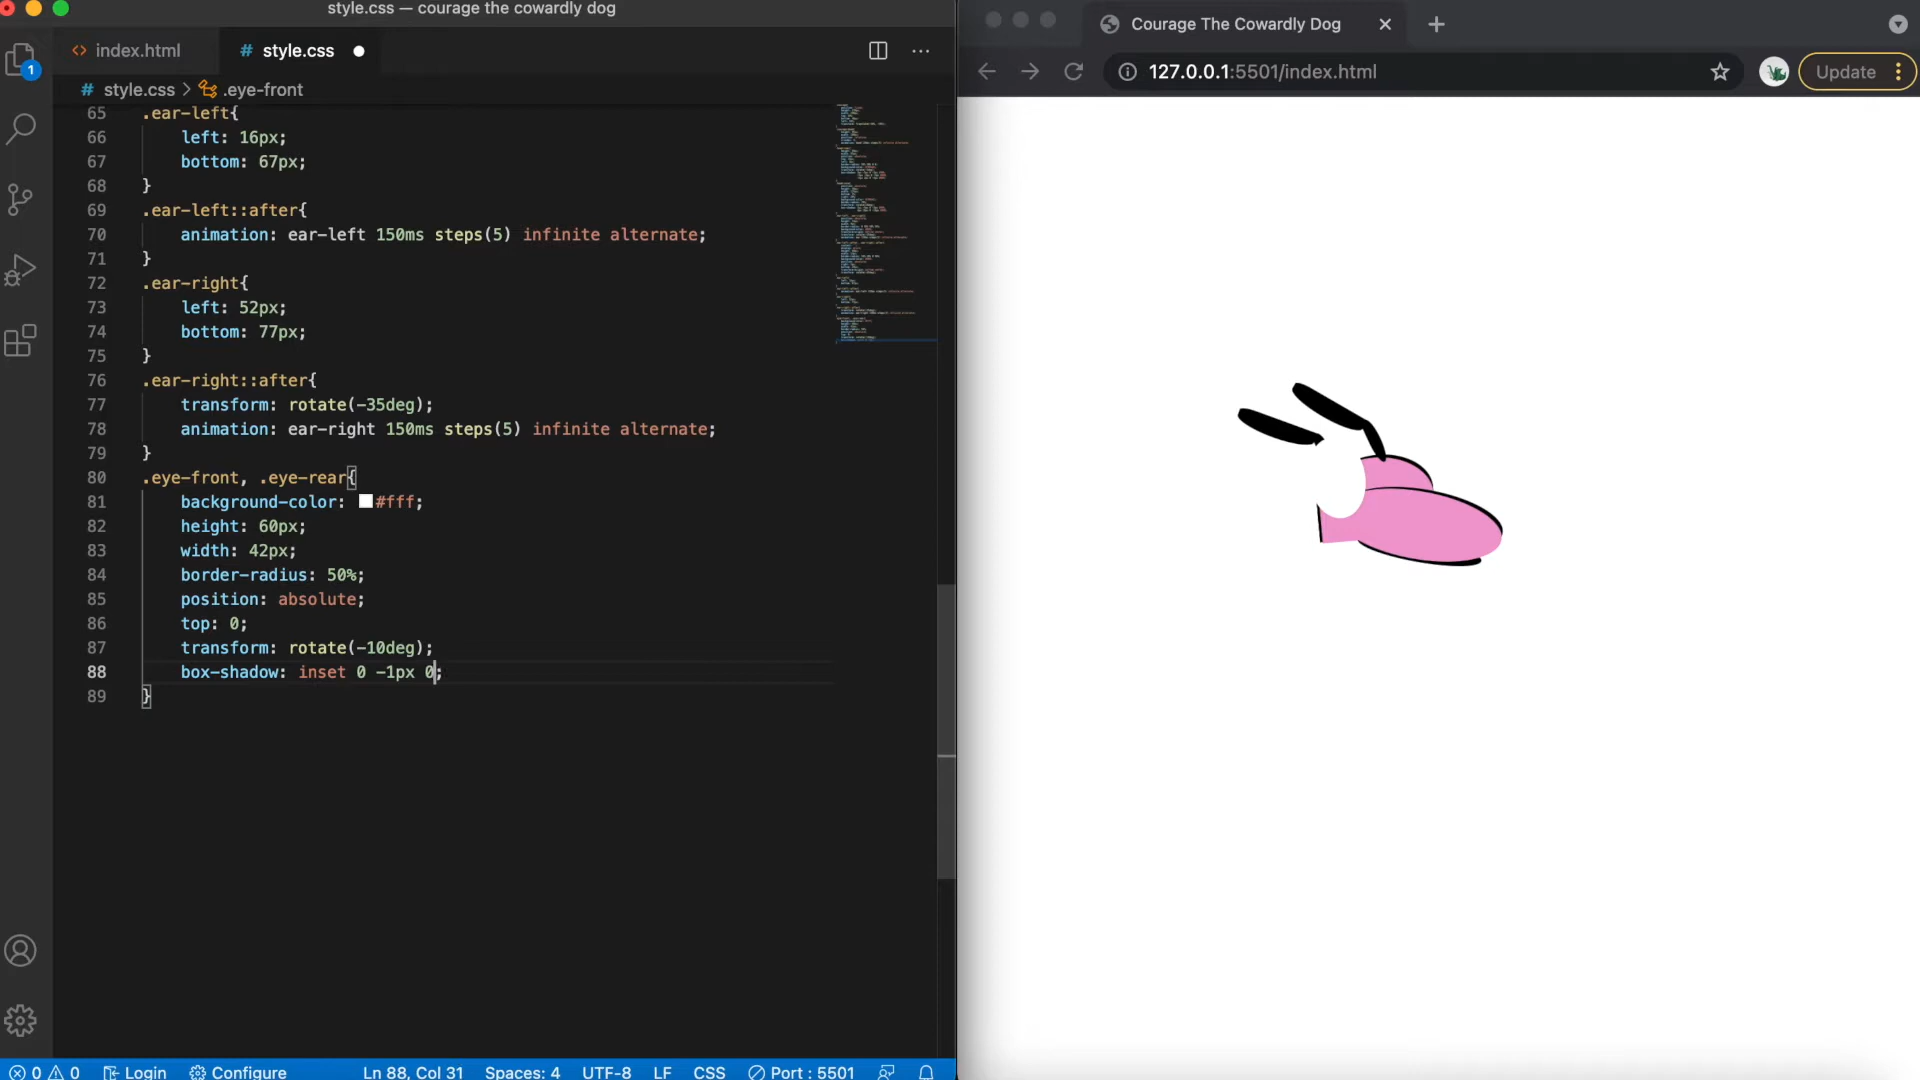 style.css — courage the cowardly dog
index.html
# style.css
# style.css > .eye-front
1
65 .ear-left{
66 left: 16px;
67 bottom: 67px;
68 }
69 .ear-left::after{
70 animation: ear-left 150ms steps(5) infinite alternate;
71 }
72 .ear-right{
73 left: 52px;
74 bottom: 77px;
75 }
76 .ear-right::after{
77 transform: rotate(-35deg);
78 animation: ear-right 150ms steps(5) infinite alternate;
79 }
80 .eye-front, .eye-rear{
81 background-color: #fff;
82 height: 60px;
83 width: 42px;
84 border-radius: 50%;
85 position: absolute;
86 top: 0;
87 transform: rotate(-10deg);
88 box-shadow: inset 0 -1px 0;
89 }
0 0 Login Configure Ln 88, Col 31 Spaces: 4 UTF-8 LF CSS Port : 5501
Courage The Cowardly Dog
127.0.0.1:5501/index.html
Update